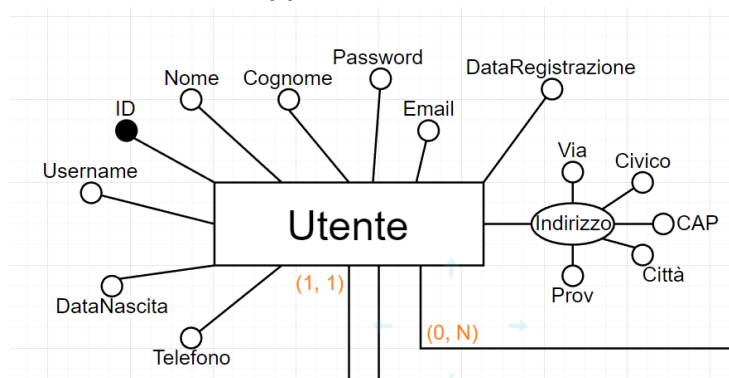 Password
DataRegistrazione
Nome
Cognome
ID
Email
Via
Civico
Username
Utente
Indirizzo
CAP
Città
(1, 1)
Prov
DataNascita
(0, N)
Telefono